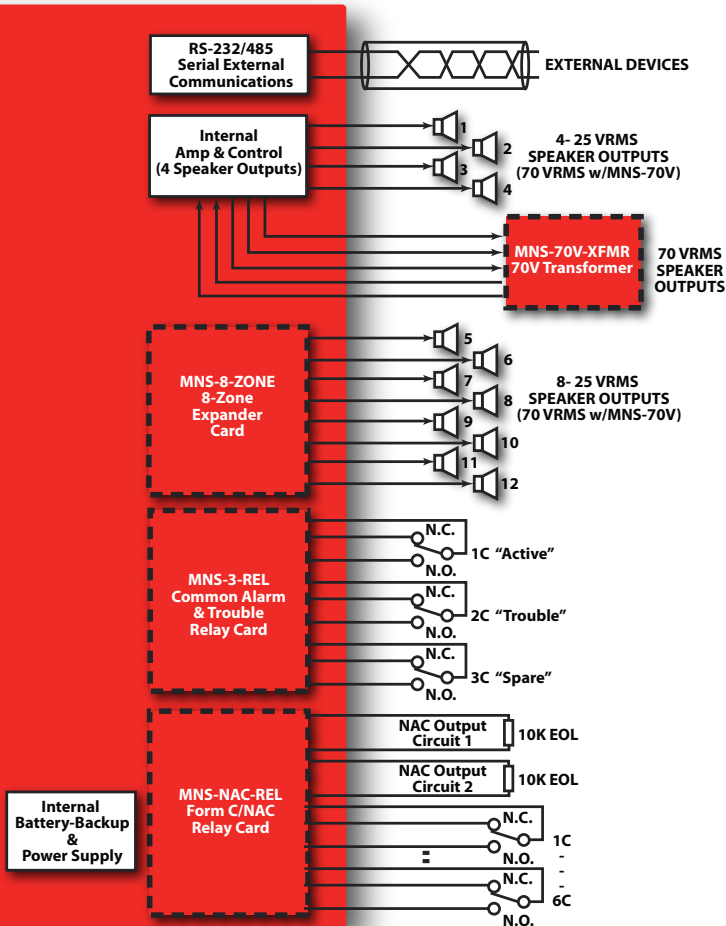 RS-232/485
Serial External
Communications
EXTERNAL DEVICES
Internal
Amp & Control
(4 Speaker Outputs)
1
2
3
4
4- 25 VRMS
SPEAKER OUTPUTS
(70 VRMS w/MNS-70V)
MNS-70V-XFMR
70V Transformer
70 VRMS
SPEAKER
OUTPUTS
MNS-8-ZONE
8-Zone
Expander
Card
5
6
7
8
9
10
11
12
8- 25 VRMS
SPEAKER OUTPUTS
(70 VRMS w/MNS-70V)
MNS-3-REL
Common Alarm
& Trouble
Relay Card
N.C.
1C “Active”
N.O.
N.C.
2C “Trouble”
N.O.
N.C.
3C “Spare”
N.O.
MNS-NAC-REL
Form C/NAC
Relay Card
NAC Output
Circuit 1
10K EOL
NAC Output
Circuit 2
10K EOL
N.C.
1C
N.O.
-
-
-
N.C.
6C
N.O.
Internal
Battery-Backup
&
Power Supply